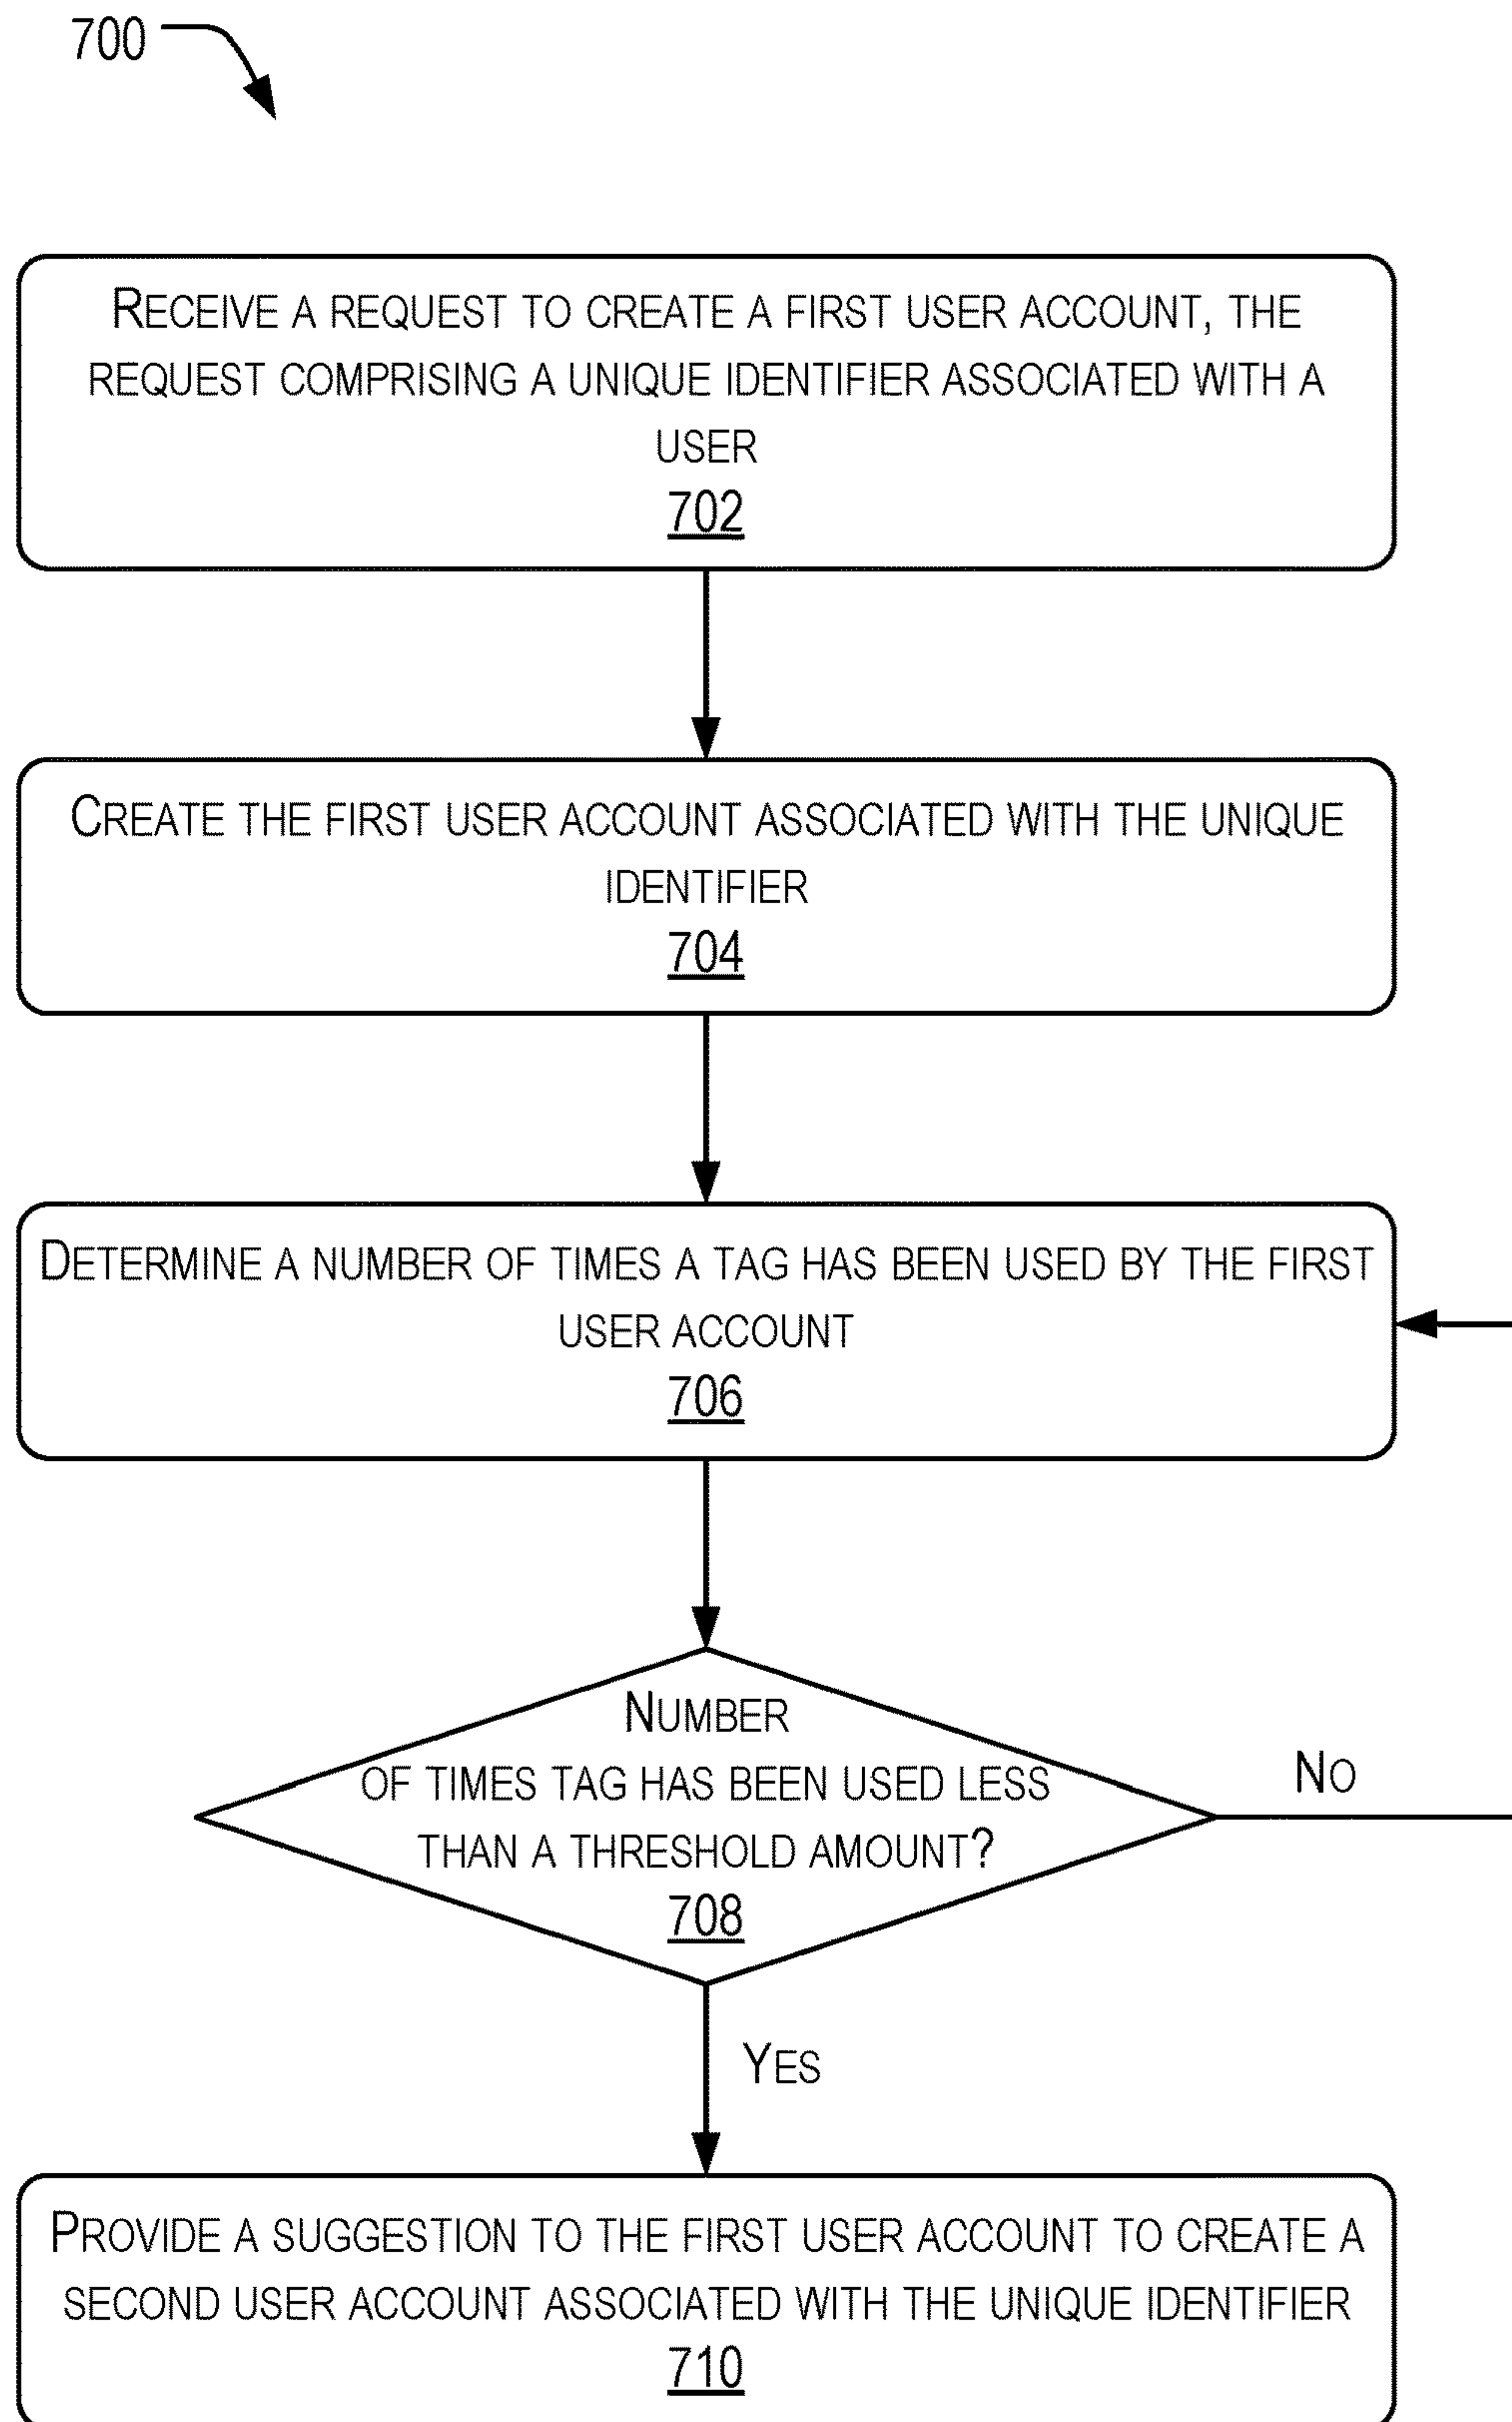 700
RECEIVE A REQUEST TO CREATE A FIRST USER ACCOUNT, THE
REQUEST COMPRISING A UNIQUE IDENTIFIER ASSOCIATED WITH A
USER
702
CREATE THE FIRST USER ACCOUNT ASSOCIATED WITH THE UNIQUE
IDENTIFIER
704
DETERMINE A NUMBER OF TIMES A TAG HAS BEEN USED BY THE FIRST
USER ACCOUNT
706
NUMBER
OF TIMES TAG HAS BEEN USED LESS
THAN A THRESHOLD AMOUNT?
708
NO
YES
PROVIDE A SUGGESTION TO THE FIRST USER ACCOUNT TO CREATE A
SECOND USER ACCOUNT ASSOCIATED WITH THE UNIQUE IDENTIFIER
710